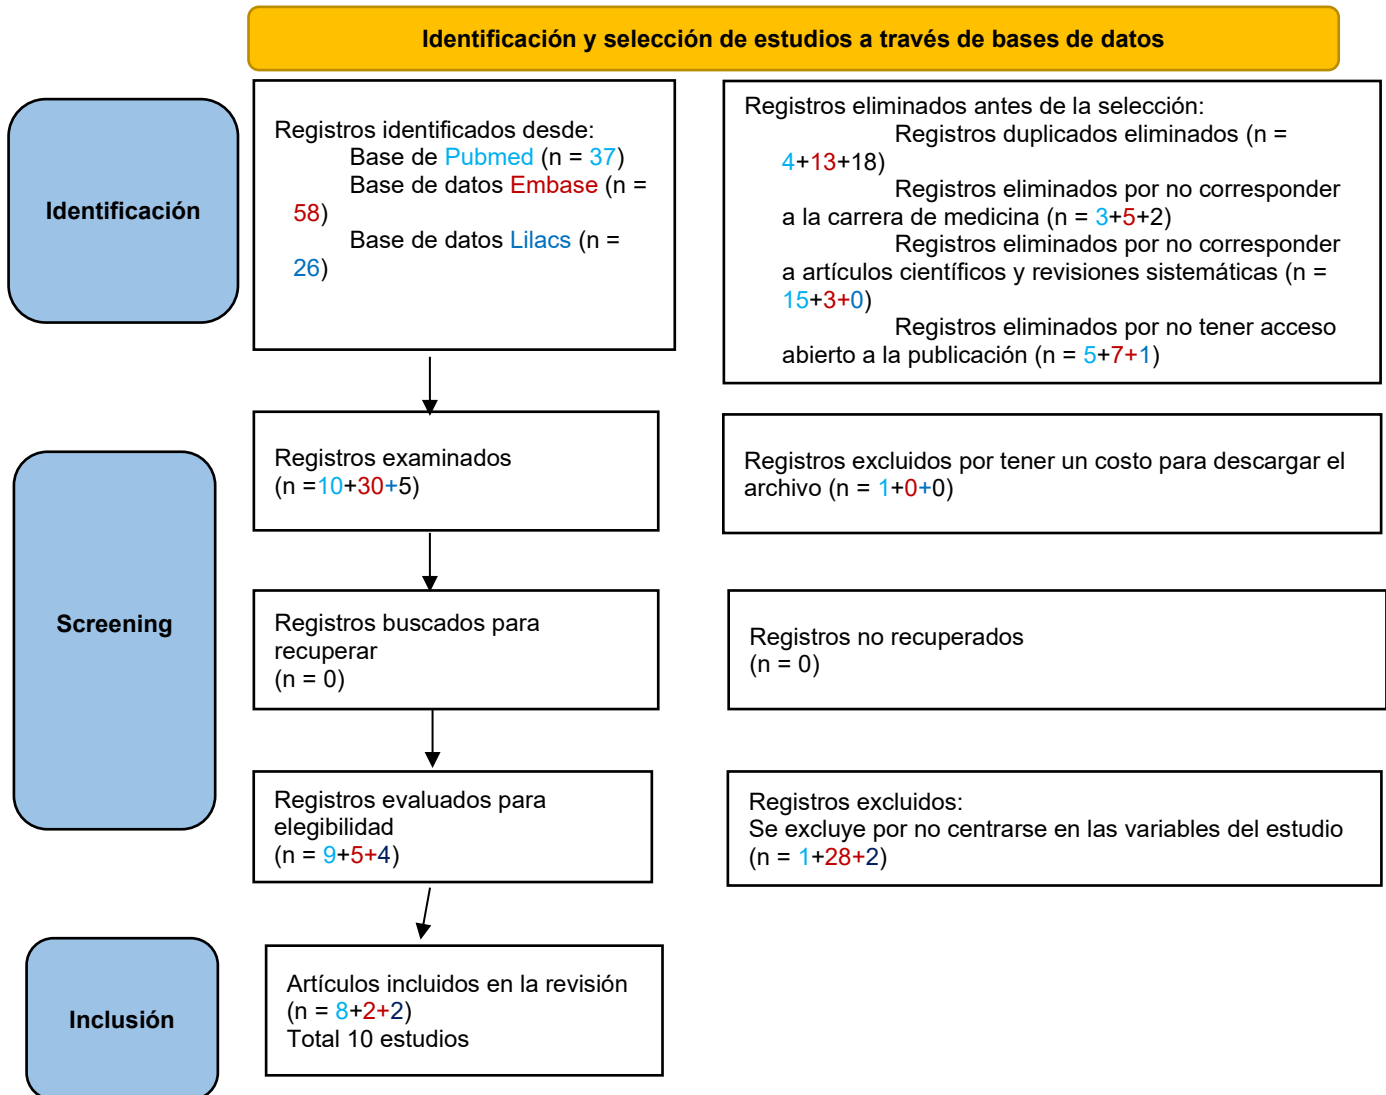 Identificación y selección de estudios a través de bases de datos
Identificación
Registros identificados desde:
Base de Pubmed (n = 37)
Base de datos Embase (n =
58)
Base de datos Lilacs (n =
26)
Registros eliminados antes de la selección:
Registros duplicados eliminados (n =
4+13+18)
Registros eliminados por no corresponder
a la carrera de medicina (n = 3+5+2)
Registros eliminados por no corresponder
a artículos científicos y revisiones sistemáticas (n =
15+3+0)
Registros eliminados por no tener acceso
abierto a la publicación (n = 5+7+1)
Screening
Registros examinados
(n =10+30+5)
Registros excluidos por tener un costo para descargar el
archivo (n = 1+0+0)
Registros buscados para
recuperar
(n = 0)
Registros no recuperados
(n = 0)
Registros evaluados para
elegibilidad
(n = 9+5+4)
Registros excluidos:
Se excluye por no centrarse en las variables del estudio
(n = 1+28+2)
Inclusión
Artículos incluidos en la revisión
(n = 8+2+2)
Total 10 estudios